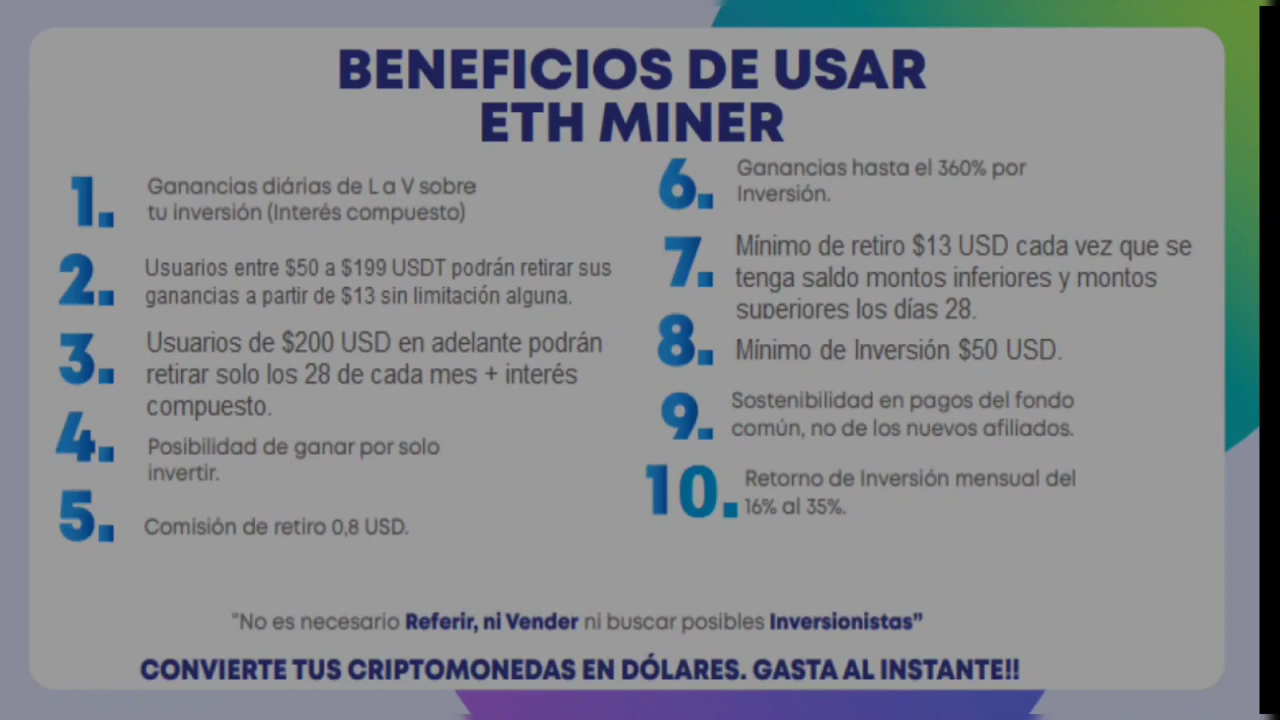 BENEFICIOS DE USAR
ETH MINER
1.
Ganancias diárias de L a V sobre
tu inversión (Interés compuesto)
2.
Usuarios entre $50 a $199 USDT podrán retirar sus
ganancias a partir de $13 sin limitación alguna.
3.
Usuarios de $200 USD en adelante podrán
retirar solo los 28 de cada mes + interés
compuesto.
4.
Posibilidad de ganar por solo
invertir.
5.
Comisión de retiro 0,8 USD.
6.
Ganancias hasta el 360% por
Inversión.
7.
Mínimo de retiro $13 USD cada vez que se
tenga saldo montos inferiores y montos
superiores los días 28.
8.
Mínimo de Inversión $50 USD.
9.
Sostenibilidad en pagos del fondo
común, no de los nuevos afiliados.
10.
Retorno de Inversión mensual del
16% al 35%.
"No es necesario Referir, ni Vender ni buscar posibles Inversionistas"
CONVIERTE TUS CRIPTOMONEDAS EN DÓLARES. GASTA AL INSTANTE!!